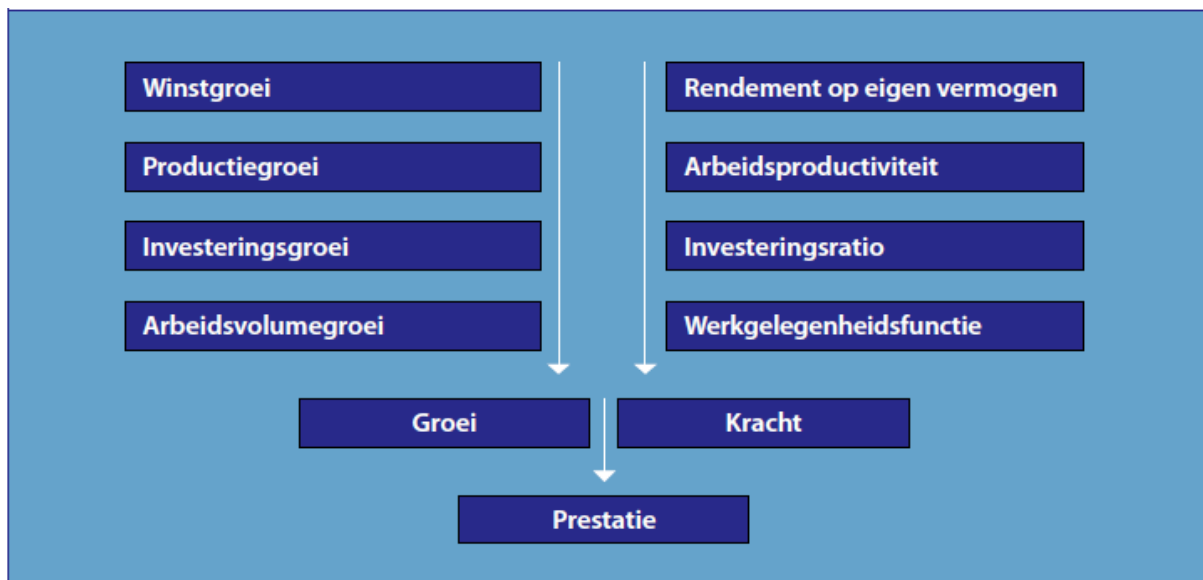 Winstgroei
Productiegroei
Investeringsgroei
Arbeidsvolumegroei
Rendement op eigen vermogen
Arbeidsproductiviteit
Investeringsratio
Werkgelegenheidsfunctie
Groei
Kracht
Prestatie